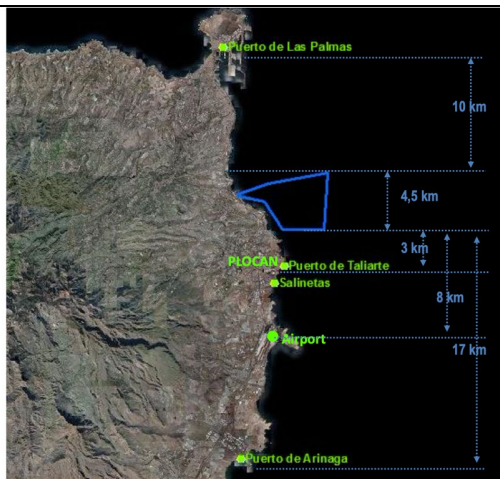 Puerto de Las Palmas
10 km
4,5 km
3 km
PLOCAN
Puerto de Taliarte
Salinetas
8 km
Airport
17 km
Puerto de Arinaga